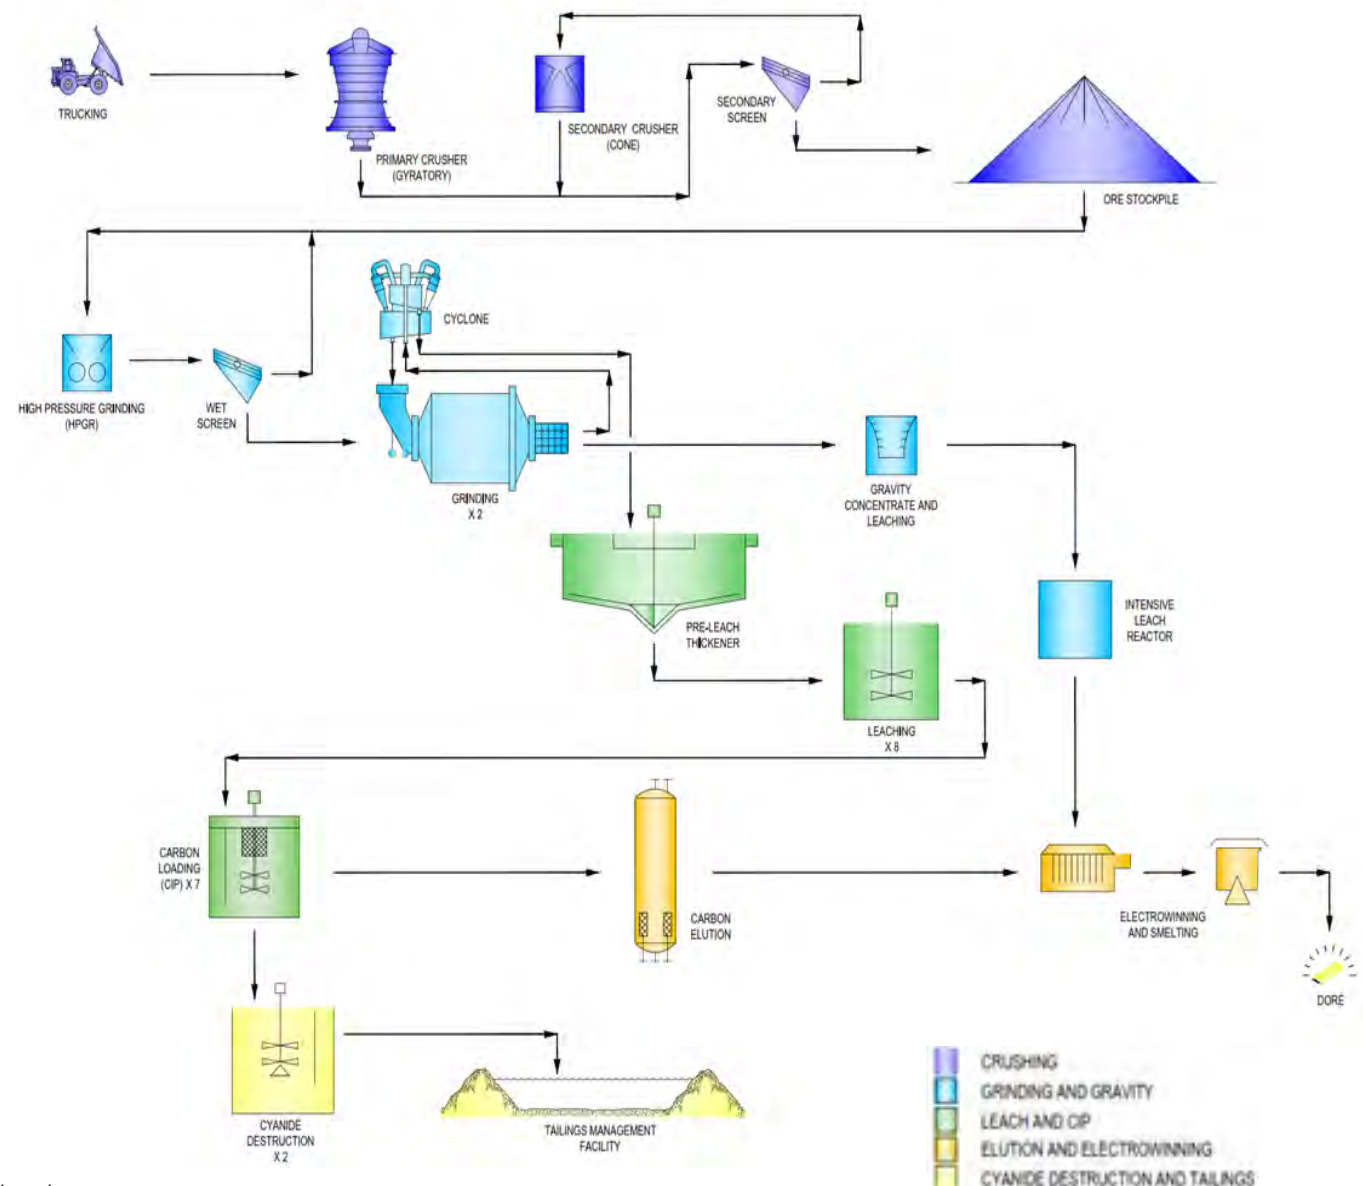 TRUCKING
PRIMARY CRUSHER
(GYRATORY)
SECONDARY CRUSHER
(CONE)
SECONDARY
SCREEN
ORE STOCKPILE
CYCLONE
HIGH PRESSURE GRINDING
(HPGR)
WET
SCREEN
GRINDING
X 2
GRAVITY
CONCENTRATE AND
LEACHING
PRE-LEACH
THICKENER
INTENSIVE
LEACH
REACTOR
LEACHING
X 8
CARBON
LOADING
(CIP) X 7
CARBON
ELUTION
ELECTROWINNING
AND SMELTING
DORÉ
CYANIDE
DESTRUCTION
X 2
TAILINGS MANAGEMENT
FACILITY
CRUSHING
GRINDING AND GRAVITY
LEACH AND CIP
ELUTION AND ELECTROWINNING
CYANIDE DESTRUCTION AND TAILINGS